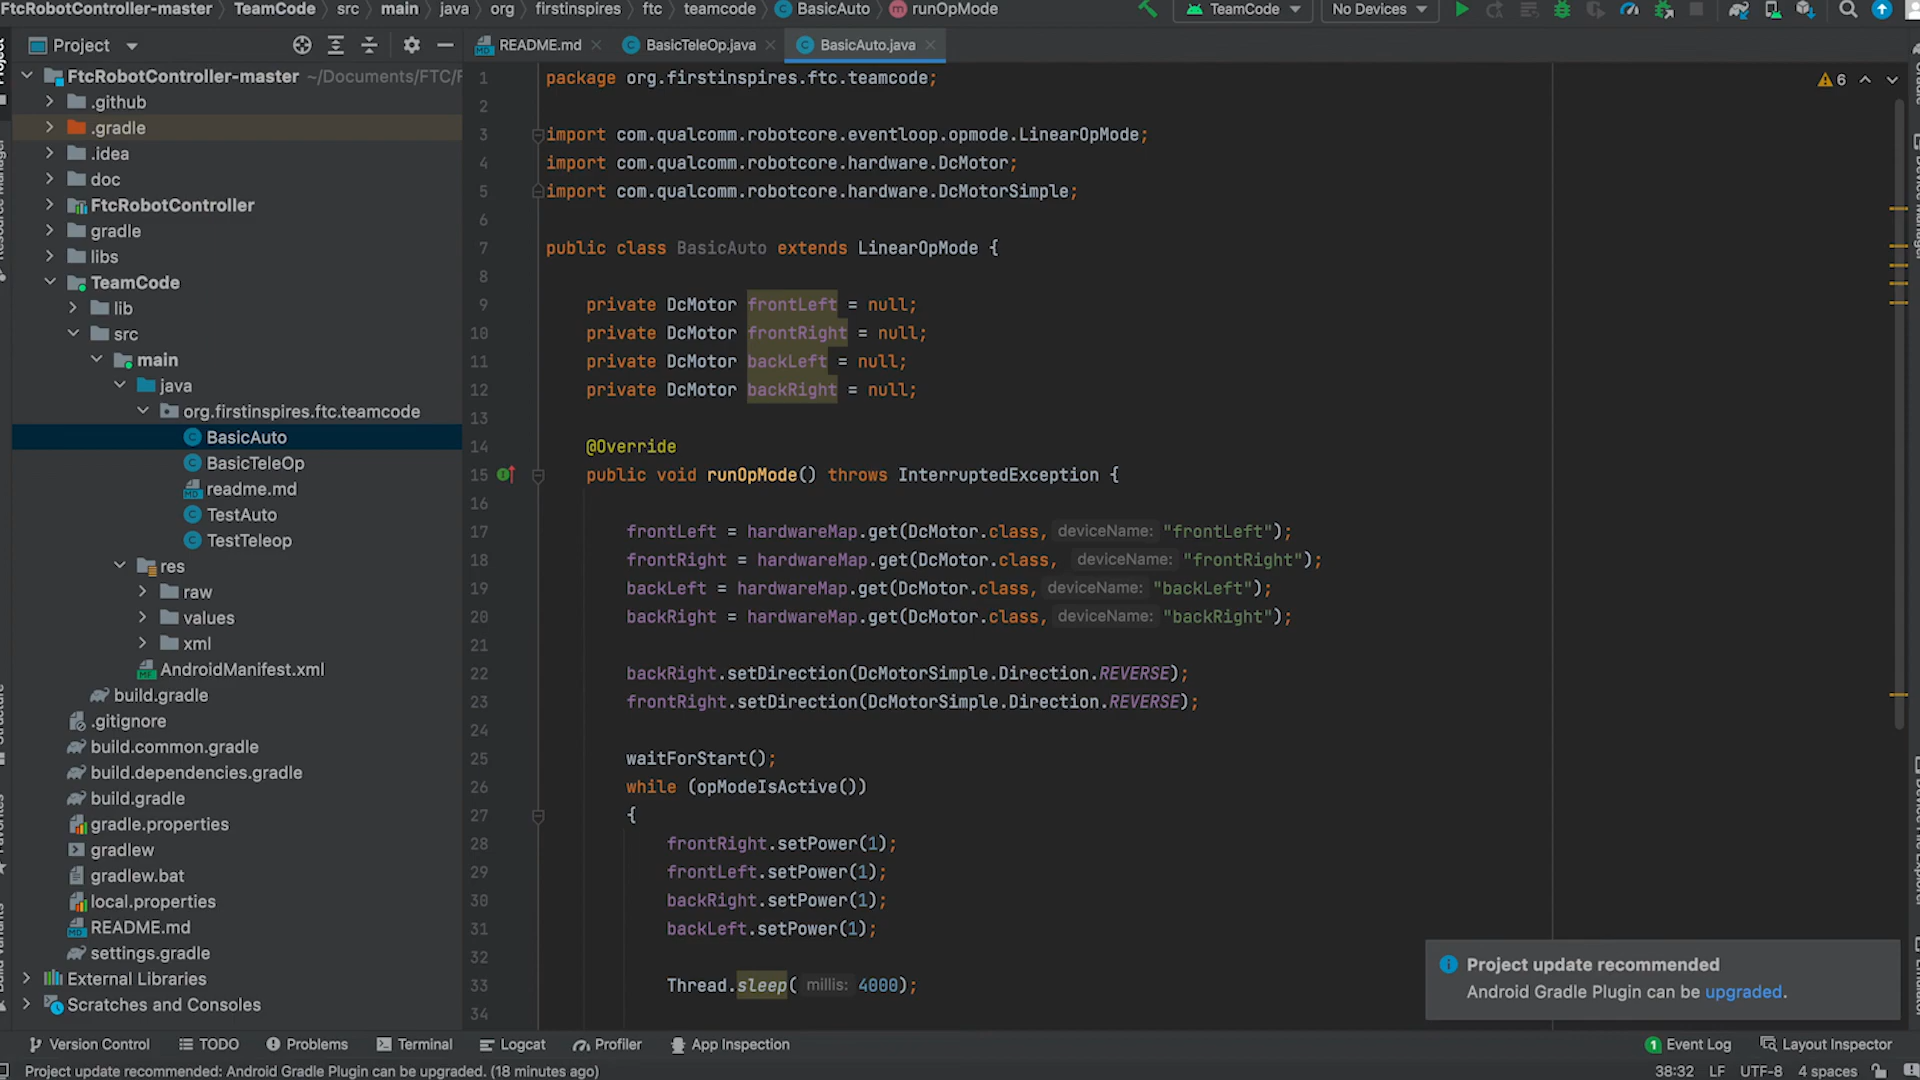 FtcRobotController-master TeamCode src main java org firstinspires ftc teamcode BasicAuto runOpMode TeamCode No Devices
Project README.md BasicTeleOp.java BasicAuto.java
FtcRobotController-master ~/Documents/FTC/F
.github
.gradle
.idea
doc
FtcRobotController
gradle
libs
TeamCode
lib
src
main
java
org.firstinspires.ftc.teamcode
BasicAuto
BasicTeleOp
readme.md
TestAuto
TestTeleop
res
raw
values
xml
AndroidManifest.xml
build.gradle
.gitignore
build.common.gradle
build.dependencies.gradle
build.gradle
gradle.properties
gradlew
gradlew.bat
local.properties
README.md
settings.gradle
External Libraries
Scratches and Consoles
1 package org.firstinspires.ftc.teamcode;
6
2
3 import com.qualcomm.robotcore.eventloop.opmode.LinearOpMode;
4 import com.qualcomm.robotcore.hardware.DcMotor;
5 import com.qualcomm.robotcore.hardware.DcMotorSimple;
6
7 public class BasicAuto extends LinearOpMode {
8
9 private DcMotor frontLeft = null;
10 private DcMotor frontRight = null;
11 private DcMotor backLeft = null;
12 private DcMotor backRight = null;
13
14 @Override
15 public void runOpMode() throws InterruptedException {
16
17 frontLeft = hardwareMap.get(DcMotor.class, deviceName: "frontLeft");
18 frontRight = hardwareMap.get(DcMotor.class, deviceName: "frontRight");
19 backLeft = hardwareMap.get(DcMotor.class, deviceName: "backLeft");
20 backRight = hardwareMap.get(DcMotor.class, deviceName: "backRight");
21
22 backRight.setDirection(DcMotorSimple.Direction.REVERSE);
23 frontRight.setDirection(DcMotorSimple.Direction.REVERSE);
24
25 waitForStart();
26 while (opModeIsActive())
27 {
28 frontRight.setPower(1);
29 frontLeft.setPower(1);
30 backRight.setPower(1);
31 backLeft.setPower(1);
32
33 Thread.sleep( millis: 4000);
34
Project update recommended
Android Gradle Plugin can be upgraded.
Version Control TODO Problems Terminal Logcat Profiler App Inspection 1 Event Log Layout Inspector
Project update recommended: Android Gradle Plugin can be upgraded. (18 minutes ago) 38:32 LF UTF-8 4 spaces